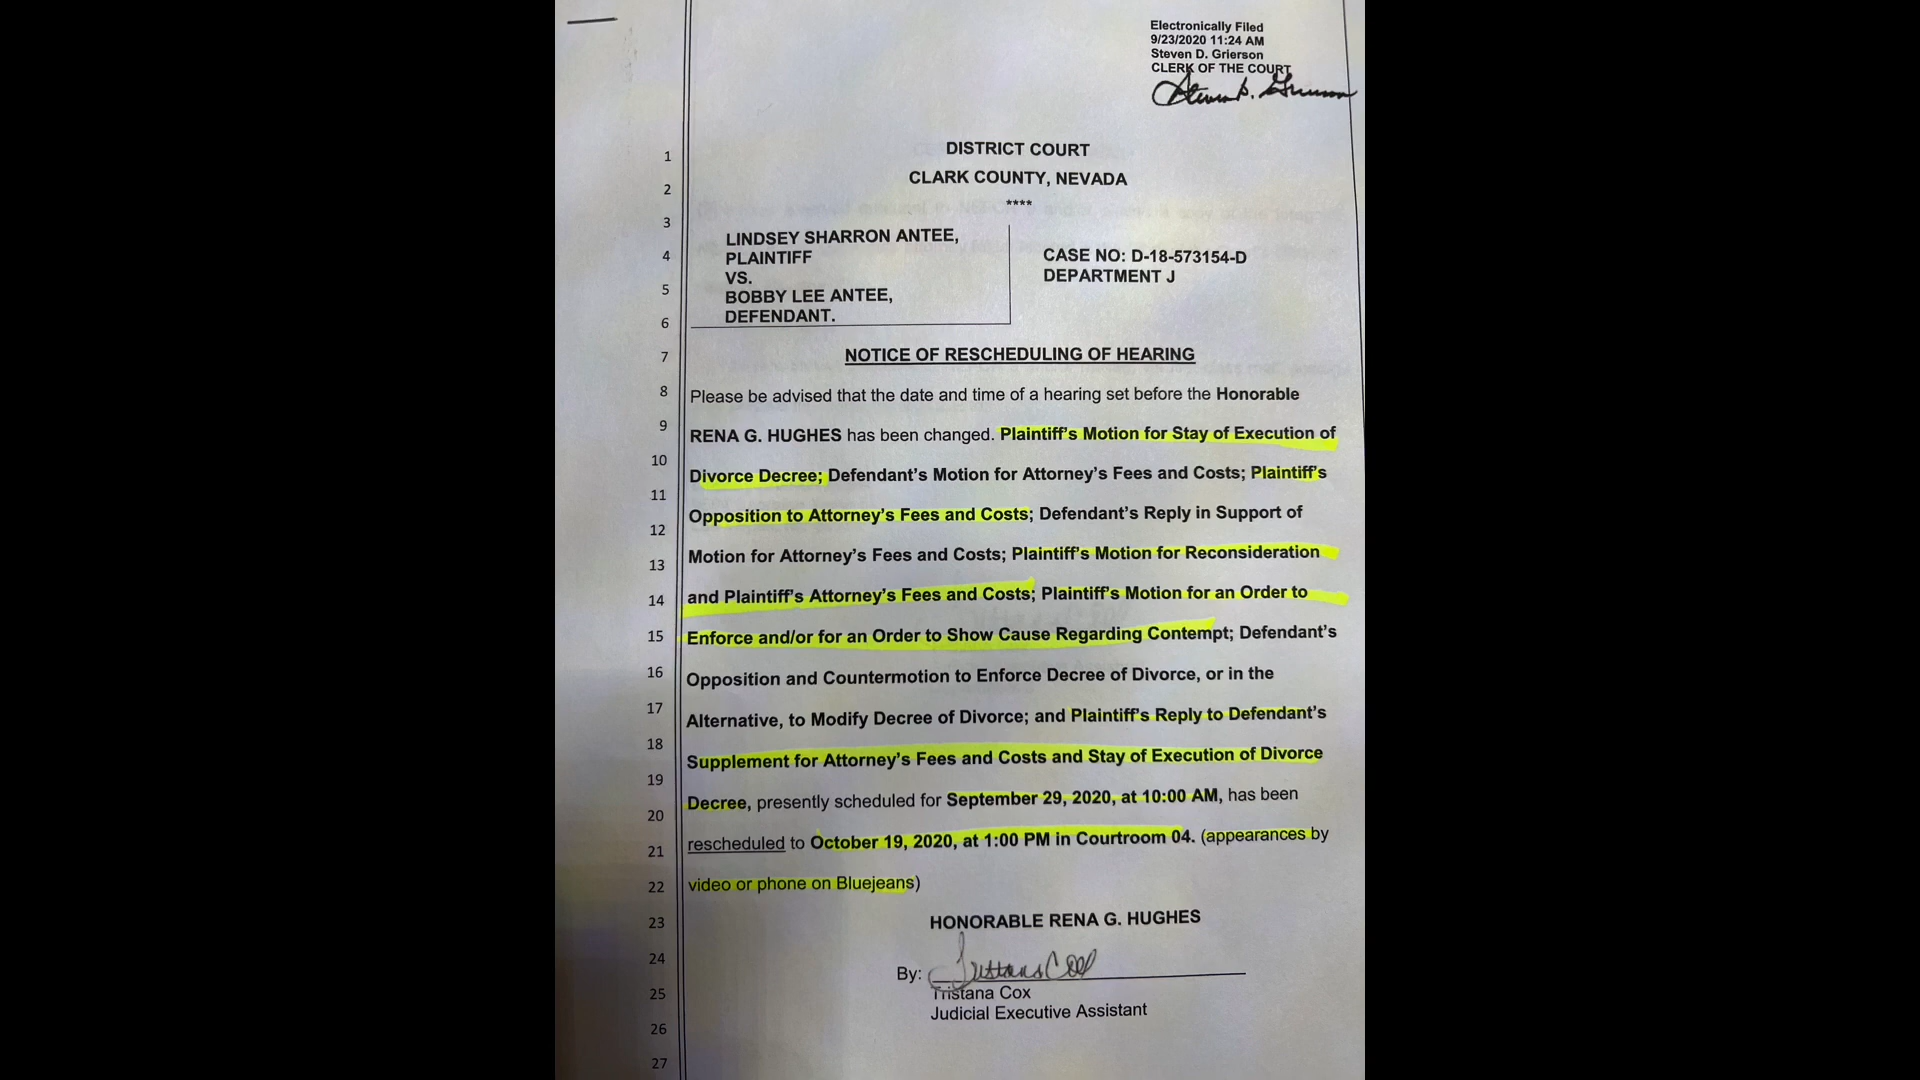 Electronically Filed
9/23/2020 11:24 AM
Steven D. Grierson
CLERK OF THE COURT
Steven D. Grierson
1 DISTRICT COURT
2 CLARK COUNTY, NEVADA
****
3
LINDSEY SHARRON ANTEE,
4 PLAINTIFF CASE NO: D-18-573154-D
VS. DEPARTMENT J
5 BOBBY LEE ANTEE,
6 DEFENDANT.
7 NOTICE OF RESCHEDULING OF HEARING
8 Please be advised that the date and time of a hearing set before the Honorable
9 RENA G. HUGHES has been changed. Plaintiff's Motion for Stay of Execution of
10 Divorce Decree; Defendant's Motion for Attorney's Fees and Costs; Plaintiff's
11 Opposition to Attorney's Fees and Costs; Defendant's Reply in Support of
12
13 Motion for Attorney's Fees and Costs; Plaintiff's Motion for Reconsideration
14 and Plaintiff's Attorney's Fees and Costs; Plaintiff's Motion for an Order to
15 Enforce and/or for an Order to Show Cause Regarding Contempt; Defendant's
16 Opposition and Countermotion to Enforce Decree of Divorce, or in the
17 Alternative, to Modify Decree of Divorce; and Plaintiff's Reply to Defendant's
18 Supplement for Attorney's Fees and Costs and Stay of Execution of Divorce
19 Decree, presently scheduled for September 29, 2020, at 10:00 AM, has been
20
21 rescheduled to October 19, 2020, at 1:00 PM in Courtroom 04. (appearances by
22 video or phone on Bluejeans)
23 HONORABLE RENA G. HUGHES
24 By: Tristana Cox
25 Tristana Cox
Judicial Executive Assistant
26
27